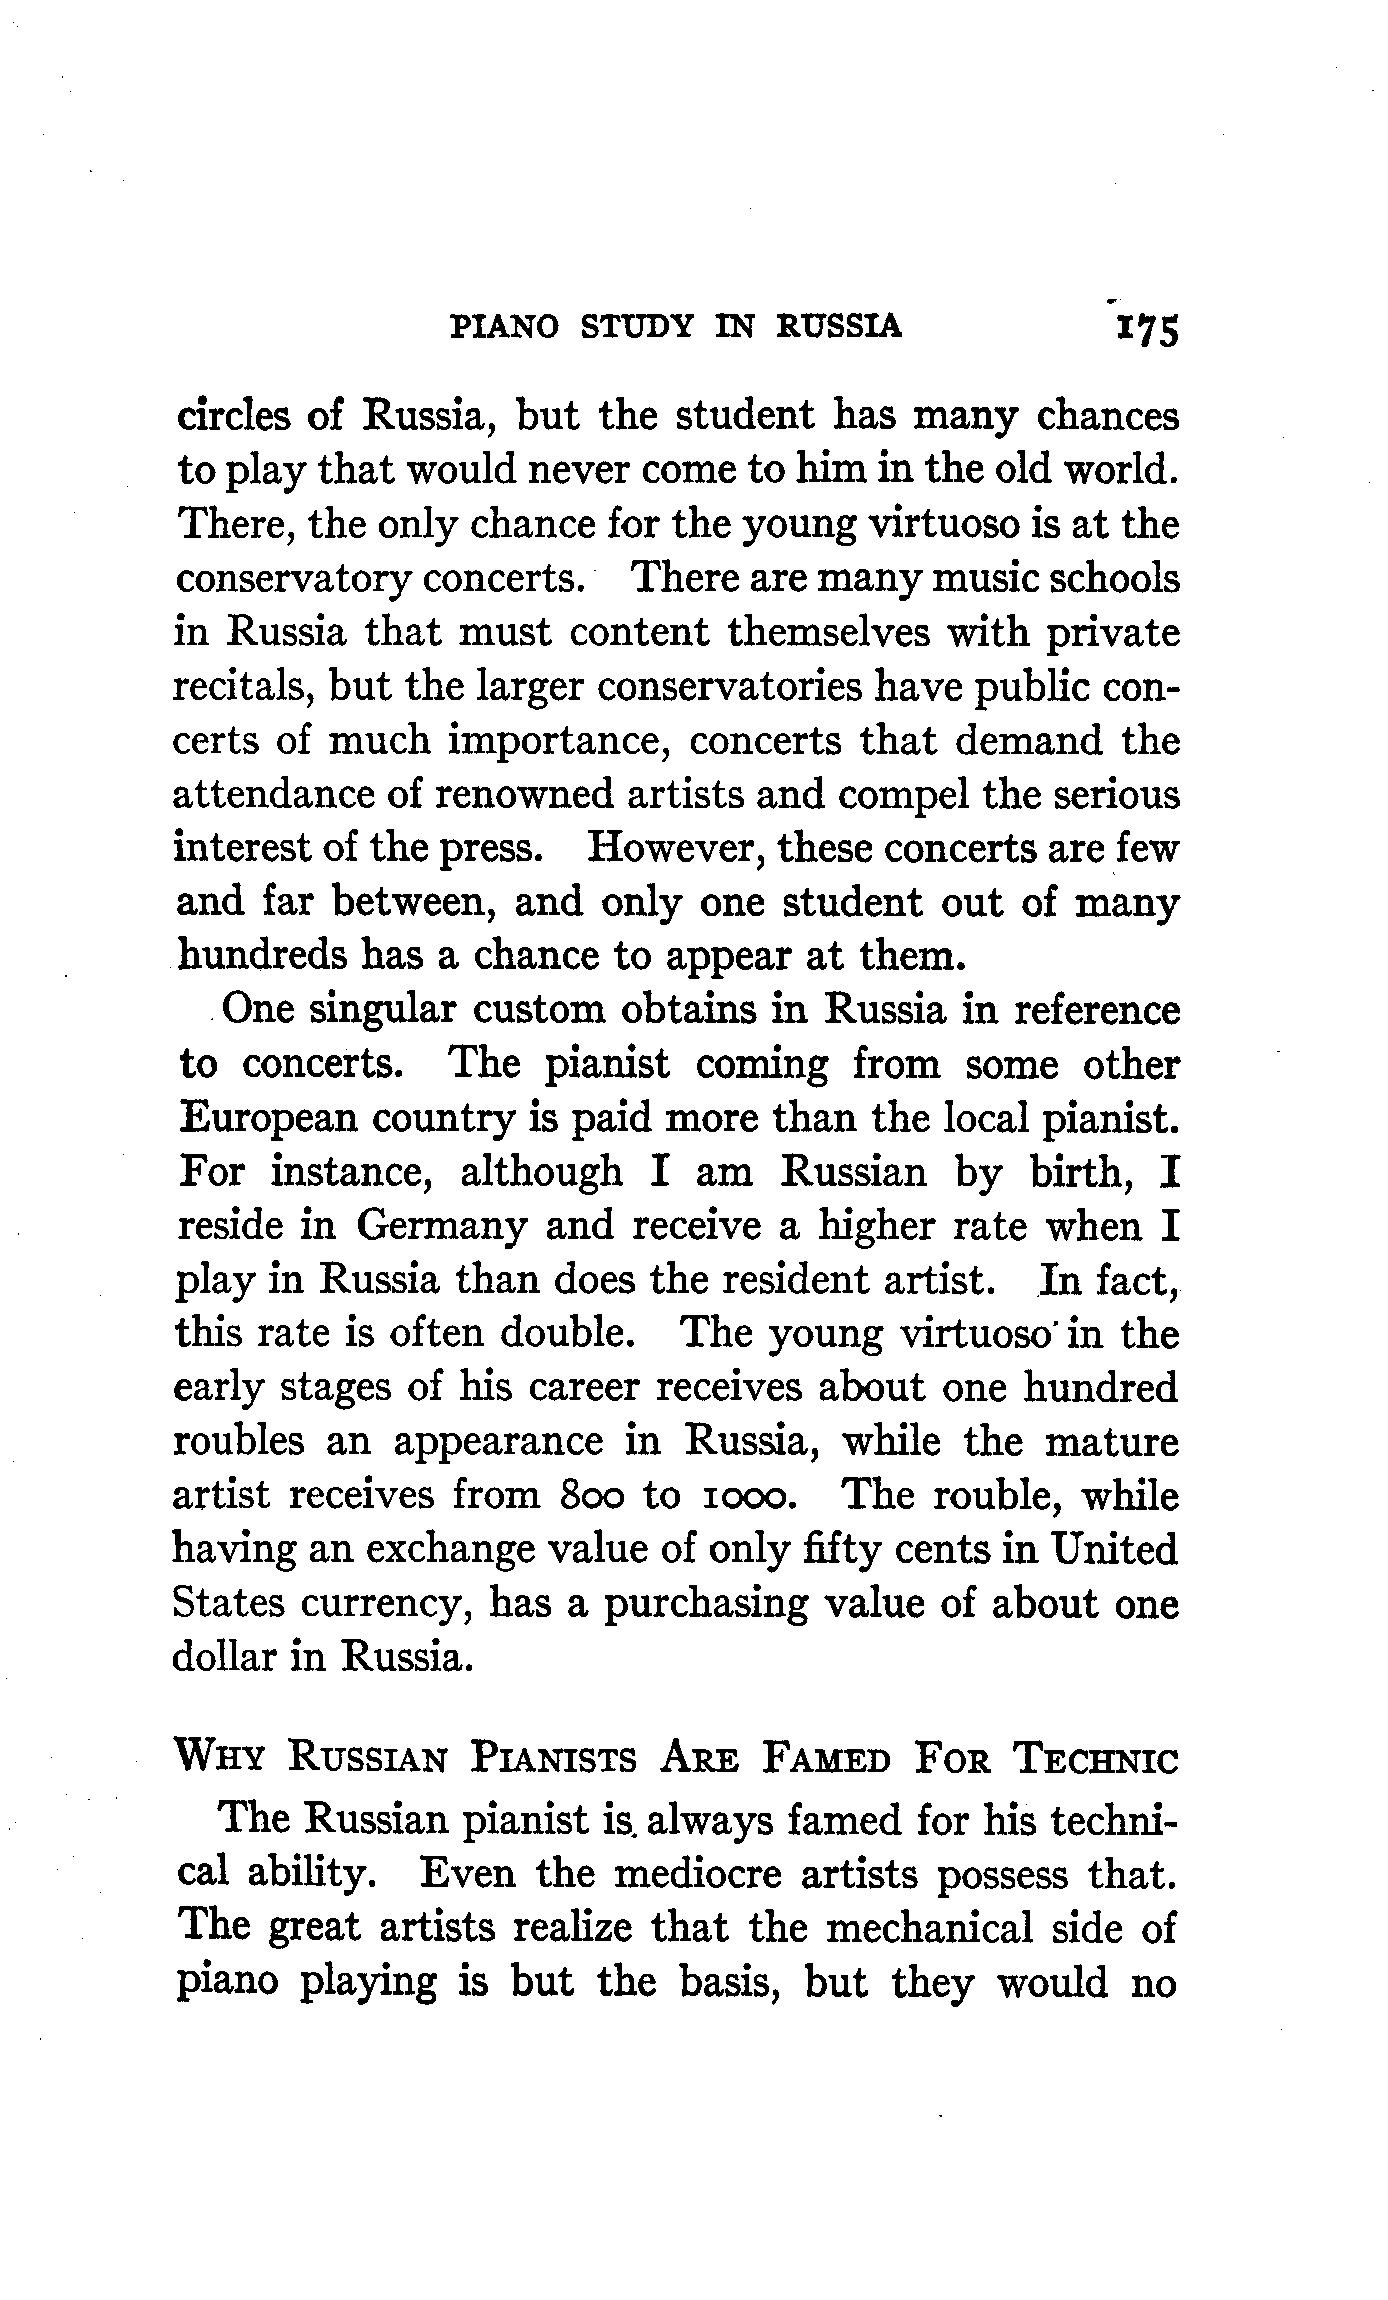 PIANO STUDY IN RUSSIA 175
circles of Russia, but the student has many chances
to play that would never come to him in the old world.
There, the only chance for the young virtuoso is at the
conservatory concerts. There are many music schools
in Russia that must content themselves with private
recitals, but the larger conservatories have public con-
certs of much importance, concerts that demand the
attendance of renowned artists and compel the serious
interest of the press. However, these concerts are few
and far between, and only one student out of many
hundreds has a chance to appear at them.
One singular custom obtains in Russia in reference
to concerts. The pianist coming from some other
European country is paid more than the local pianist.
For instance, although I am Russian by birth, I
reside in Germany and receive a higher rate when I
play in Russia than does the resident artist. In fact,
this rate is often double. The young virtuoso in the
early stages of his career receives about one hundred
roubles an appearance in Russia, while the mature
artist receives from 800 to 1000. The rouble, while
having an exchange value of only fifty cents in United
States currency, has a purchasing value of about one
dollar in Russia.
WHY RUSSIAN PIANISTS ARE FAMED FOR TECHNIC
The Russian pianist is always famed for his techni-
cal ability. Even the mediocre artists possess that.
The great artists realize that the mechanical side of
piano playing is but the basis, but they would no